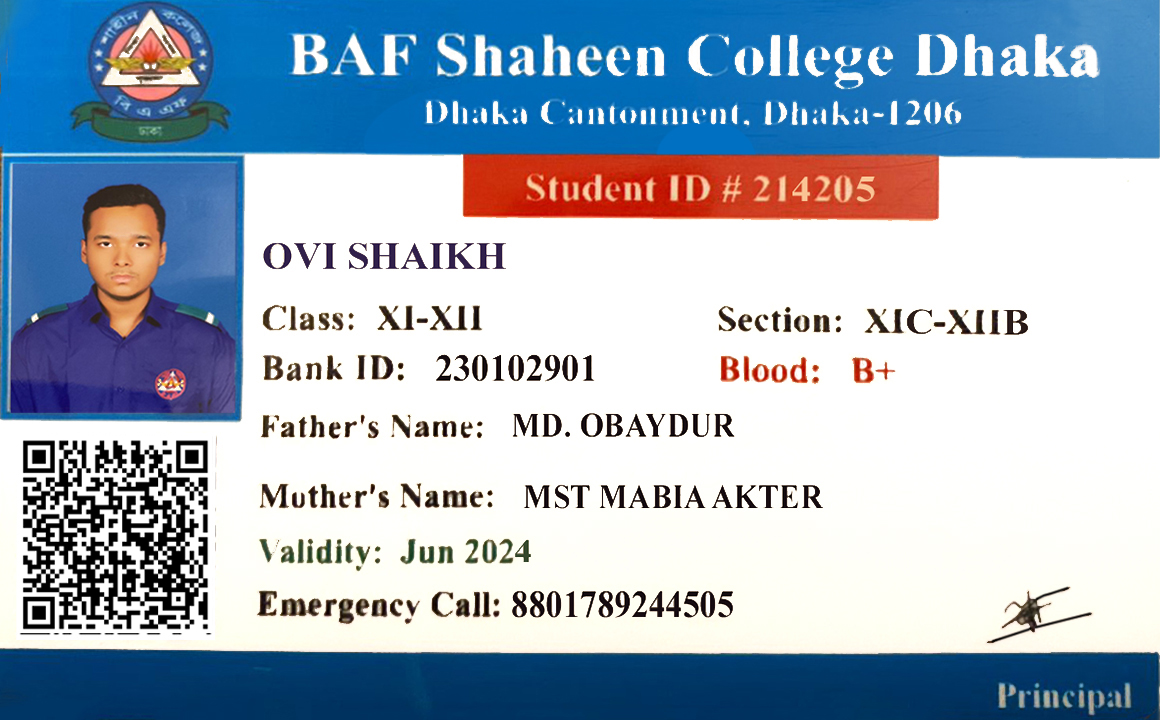 শাহীন কলেজ
বি এ এফ
ঢাকা
BAF Shaheen College Dhaka
Dhaka Cantonment, Dhaka-1206
Student ID # 214205
OVI SHAIKH
Class: XI-XII
Section: XIC-XIIB
Bank ID: 230102901
Blood: B+
Father's Name: MD. OBAYDUR
Mother's Name: MST MABIA AKTER
Validity: Jun 2024
Emergency Call: 8801789244505
Principal